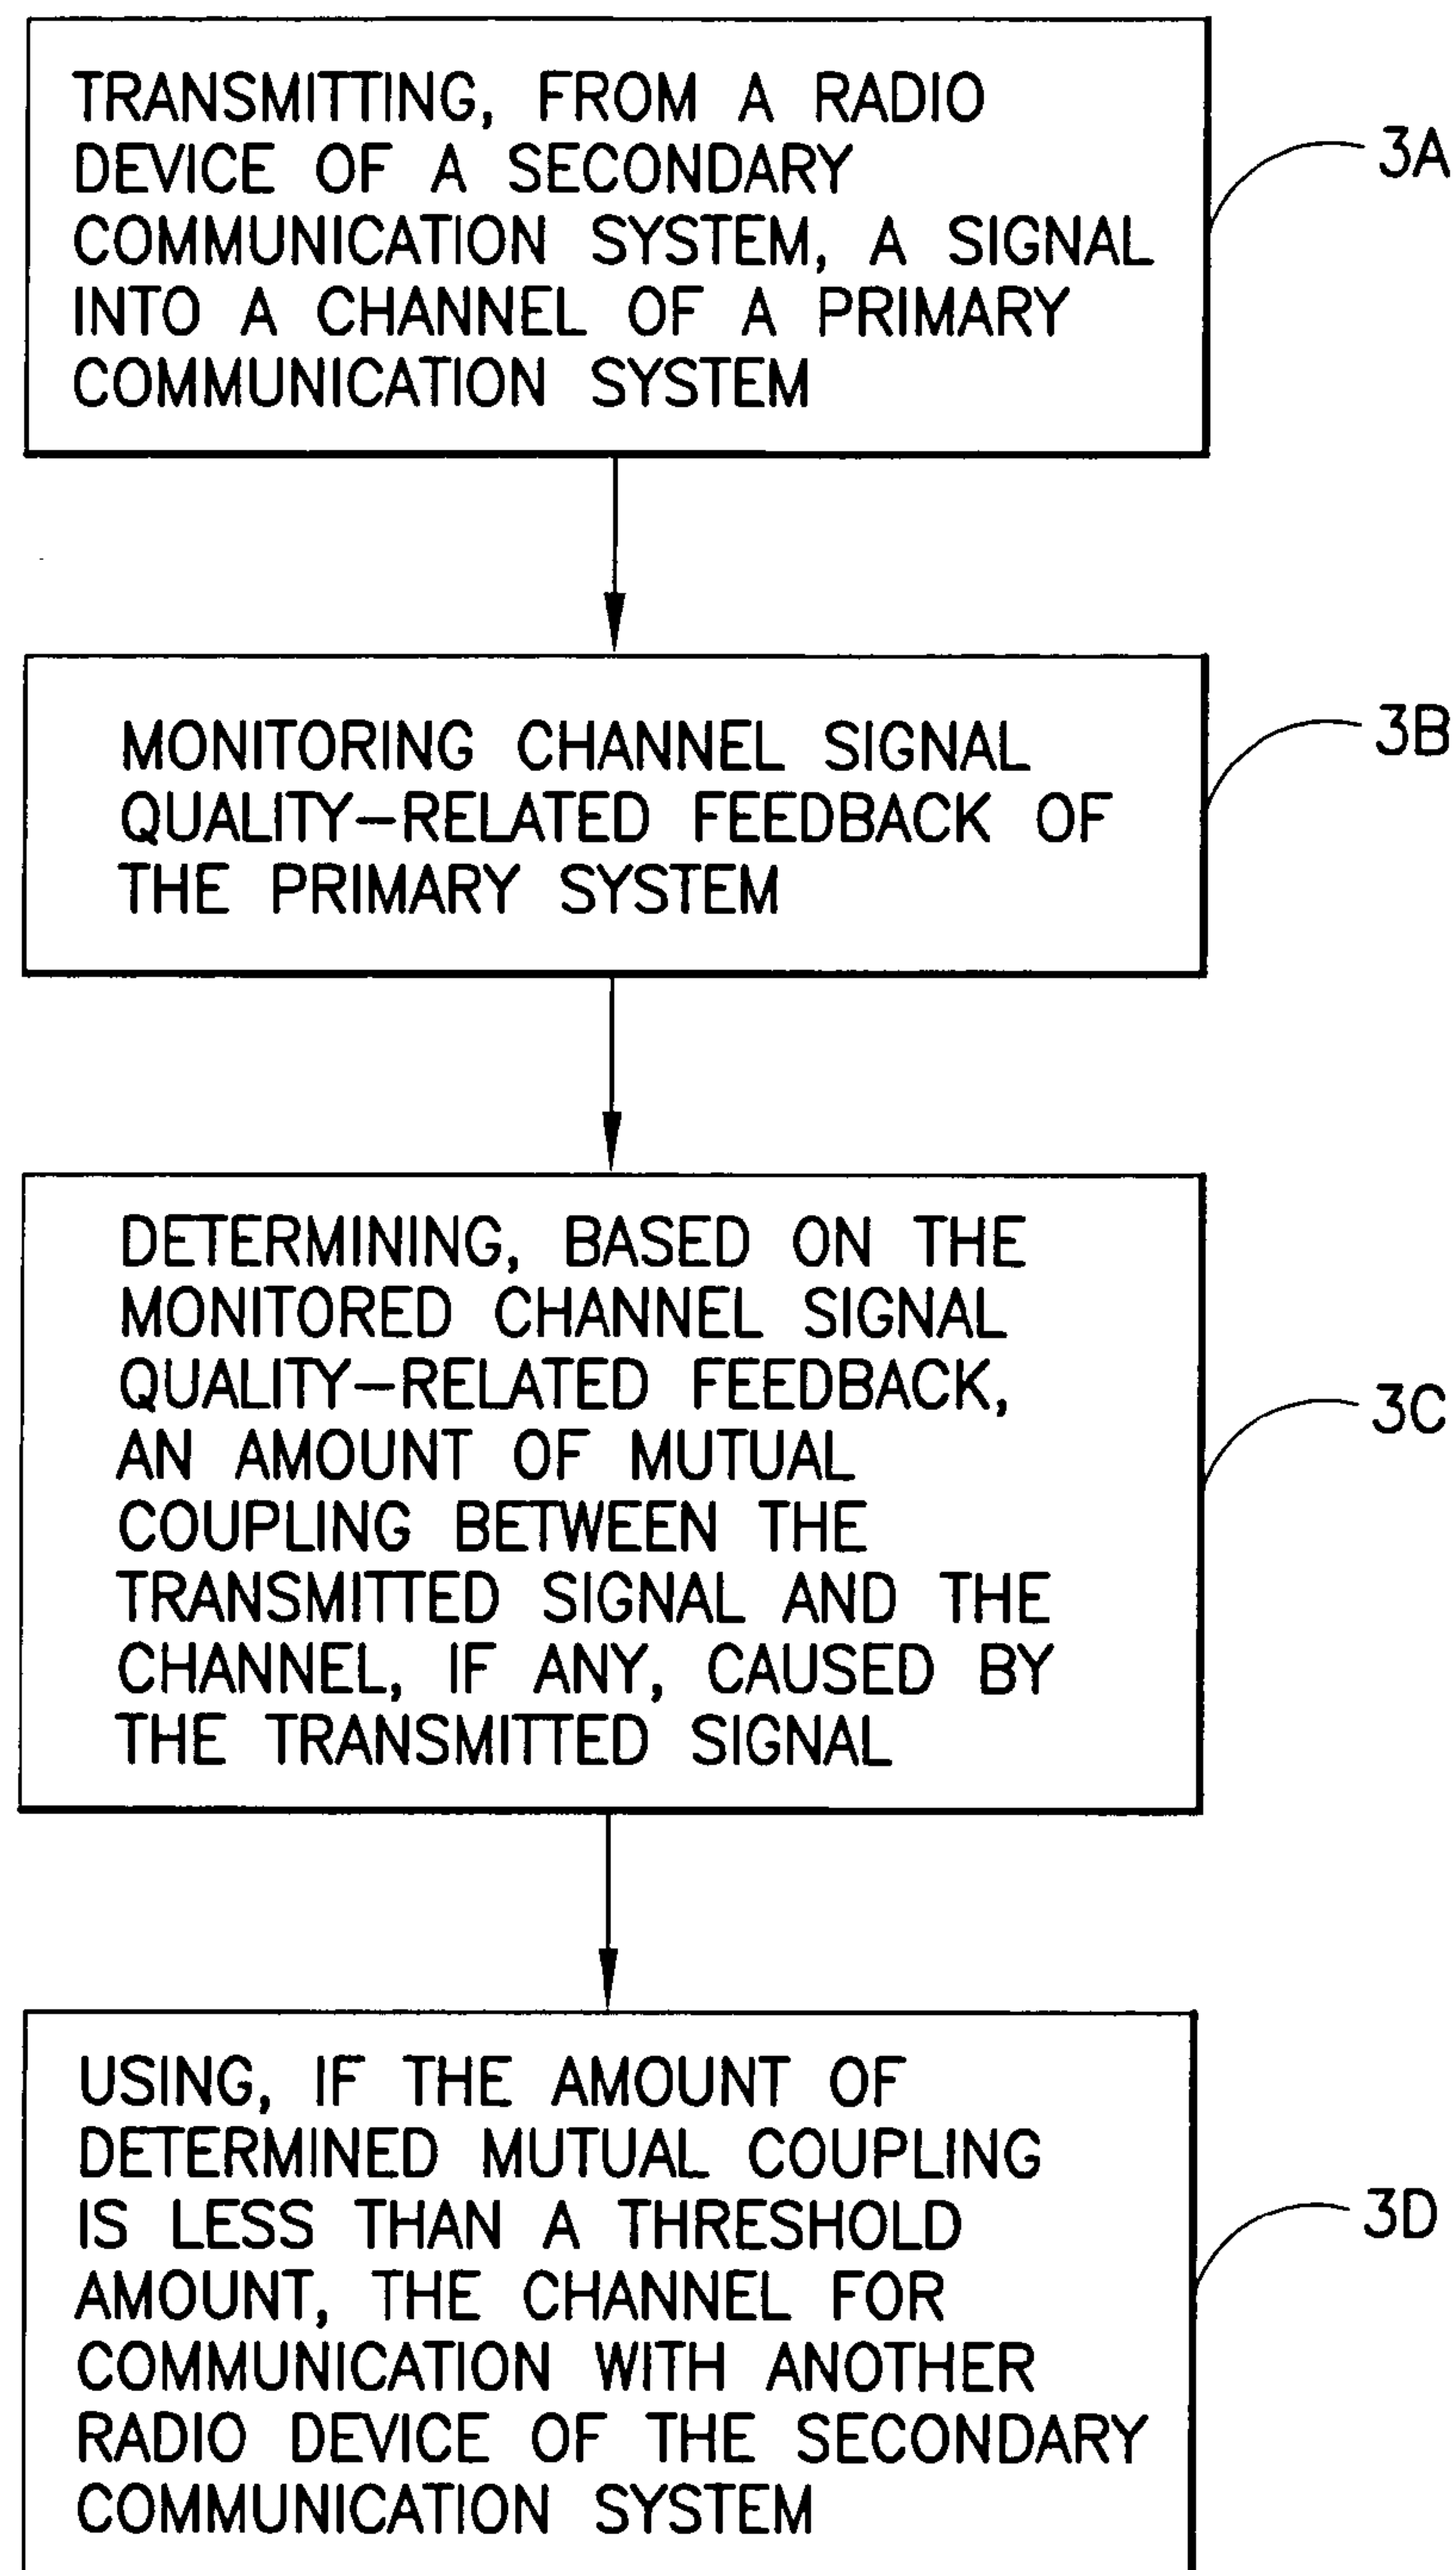 TRANSMITTING, FROM A RADIO
DEVICE OF A SECONDARY
COMMUNICATION SYSTEM, A SIGNAL
INTO A CHANNEL OF A PRIMARY
COMMUNICATION SYSTEM
3A
MONITORING CHANNEL SIGNAL
QUALITY-RELATED FEEDBACK OF
THE PRIMARY SYSTEM
3B
DETERMINING, BASED ON THE
MONITORED CHANNEL SIGNAL
QUALITY-RELATED FEEDBACK,
AN AMOUNT OF MUTUAL
COUPLING BETWEEN THE
TRANSMITTED SIGNAL AND THE
CHANNEL, IF ANY, CAUSED BY
THE TRANSMITTED SIGNAL
3C
USING, IF THE AMOUNT OF
DETERMINED MUTUAL COUPLING
IS LESS THAN A THRESHOLD
AMOUNT, THE CHANNEL FOR
COMMUNICATION WITH ANOTHER
RADIO DEVICE OF THE SECONDARY
COMMUNICATION SYSTEM
3D